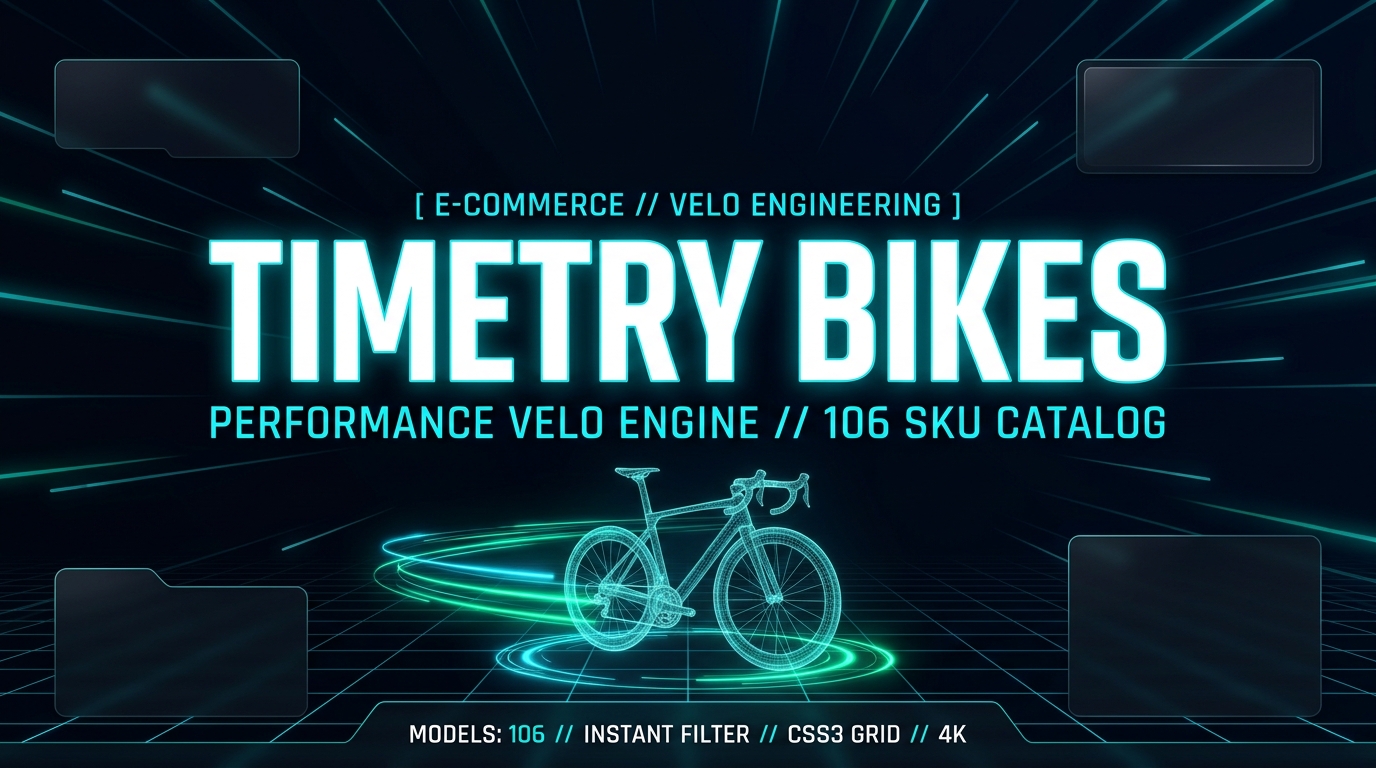 [ E-COMMERCE // VELO ENGINEERING ]
TIMETRY BIKES
PERFORMANCE VELO ENGINE // 106 SKU CATALOG
MODELS: 106 // INSTANT FILTER // CSS3 GRID // 4K